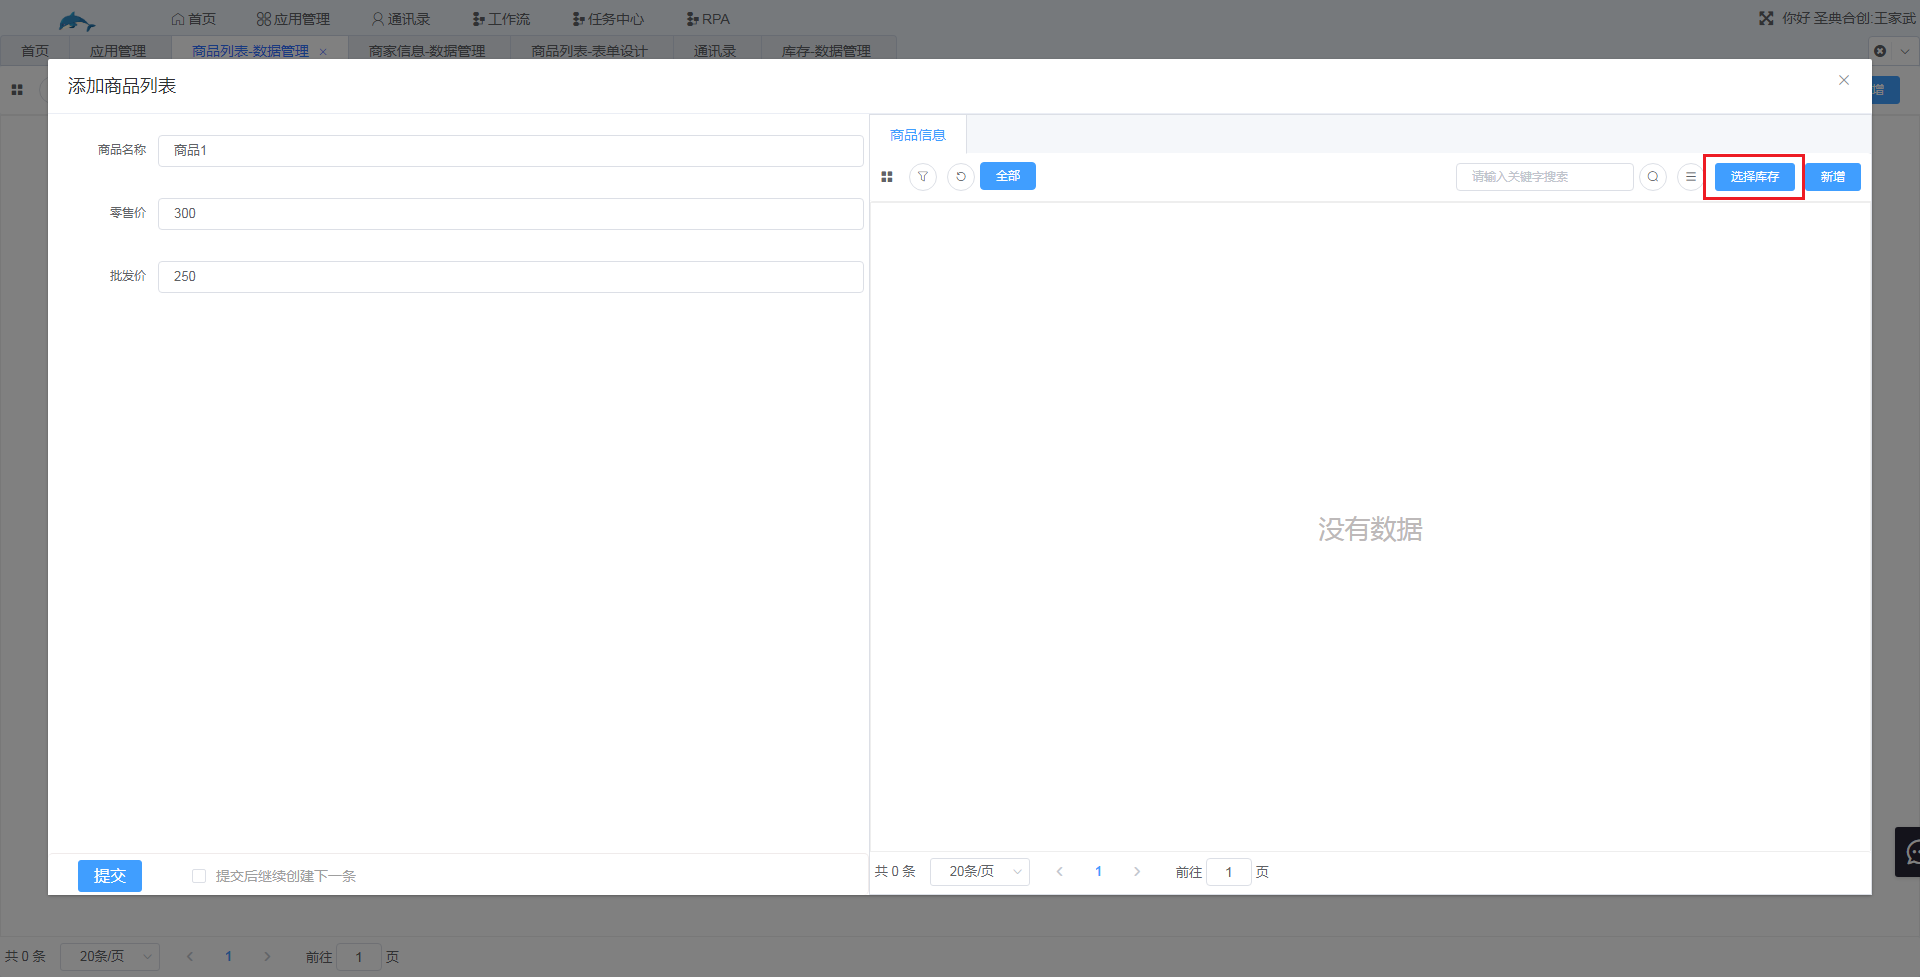 首页 应用管理 通讯录 工作流 任务中心 RPA 你好 圣典合创:王家武
首页 应用管理 商品列表-数据管理 商家信息-数据管理 商品列表-表单设计 通讯录 库存-数据管理
添加商品列表
增
商品信息
商品名称 商品1
全部 请输入关键字搜索 选择库存 新增
零售价 300
批发价 250
没有数据
提交 提交后继续创建下一条
共 0 条 20条/页 1 前往 1 页
共 0 条 20条/页 1 前往 1 页